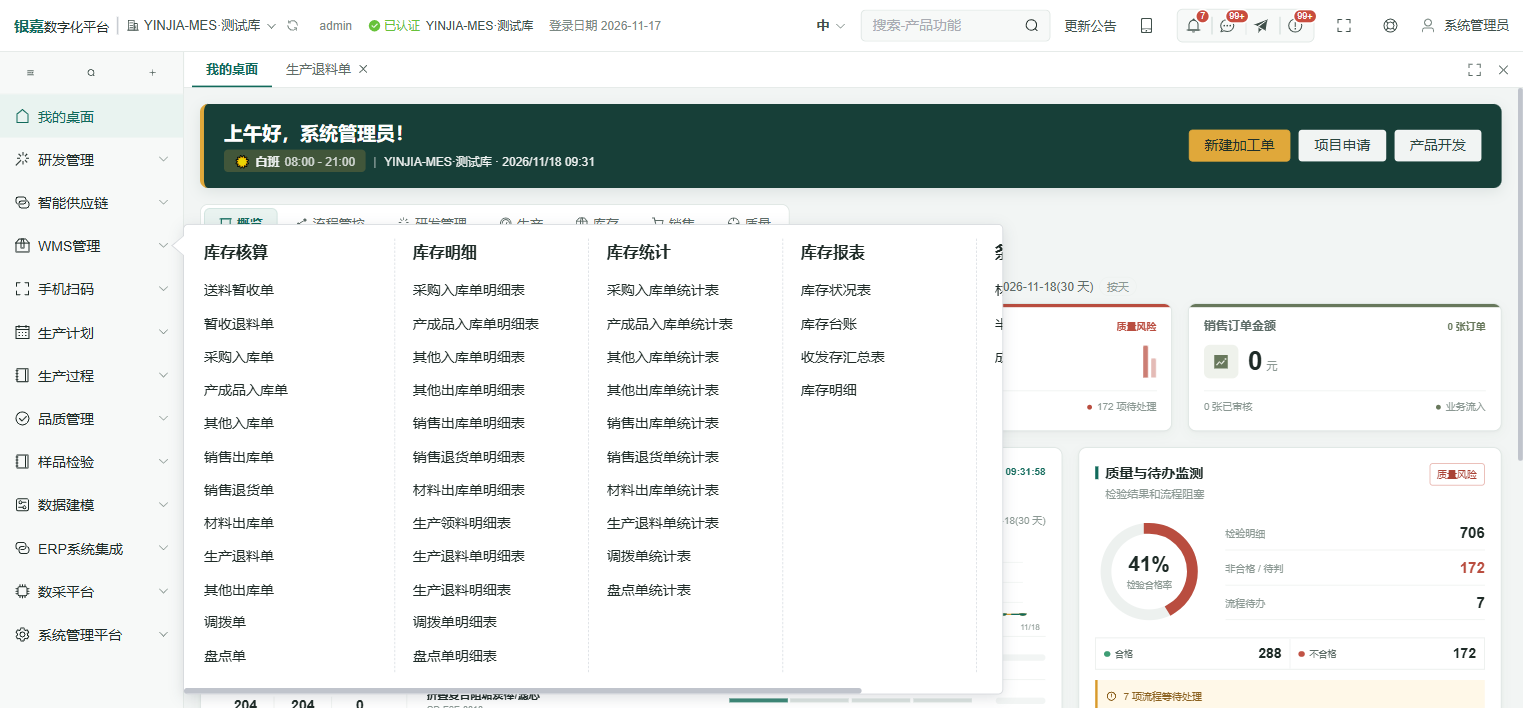 银嘉数字化平台
YINJIA-MES·测试库
admin
已认证
YINJIA-MES·测试库
登录日期 2026-11-17
中
搜索-产品功能
更新公告
7
99+
99+
系统管理员
我的桌面
生产退料单
我的桌面
研发管理
智能供应链
WMS管理
手机扫码
生产计划
生产过程
品质管理
样品检验
数据建模
ERP系统集成
数采平台
系统管理平台
上午好，系统管理员！
白班 08:00 - 21:00 | YINJIA-MES·测试库 · 2026/11/18 09:31
新建加工单
项目申请
产品开发
概览
流程管控
研发管理
生产
库存
销售
质量
库存核算
送料暂收单
暂收退料单
采购入库单
产成品入库单
其他入库单
销售出库单
销售退货单
材料出库单
生产退料单
其他出库单
调拨单
盘点单
库存明细
采购入库单明细表
产成品入库单明细表
其他入库单明细表
其他出库单明细表
销售出库单明细表
销售退货单明细表
材料出库单明细表
生产领料明细表
生产退料单明细表
生产退料明细表
调拨单明细表
盘点单明细表
库存统计
采购入库单统计表
产成品入库单统计表
其他入库单统计表
其他出库单统计表
销售出库单统计表
销售退货单统计表
材料出库单统计表
生产退料单统计表
调拨单统计表
盘点单统计表
库存报表
库存状况表
库存台账
收发存汇总表
库存明细
026-11-18(30 天)
按天
质量风险
172 项待处理
销售订单金额
0 张订单
0 元
0 张已审核
业务流入
09:31:58
-18(30 天)
11/18
质量与待办监测
质量风险
检验结果和流程阻塞
41%
检验合格率
检验明细
706
非合格 / 待判
172
流程待办
7
合格
288
不合格
172
7 项流程等待处理
204
204
0